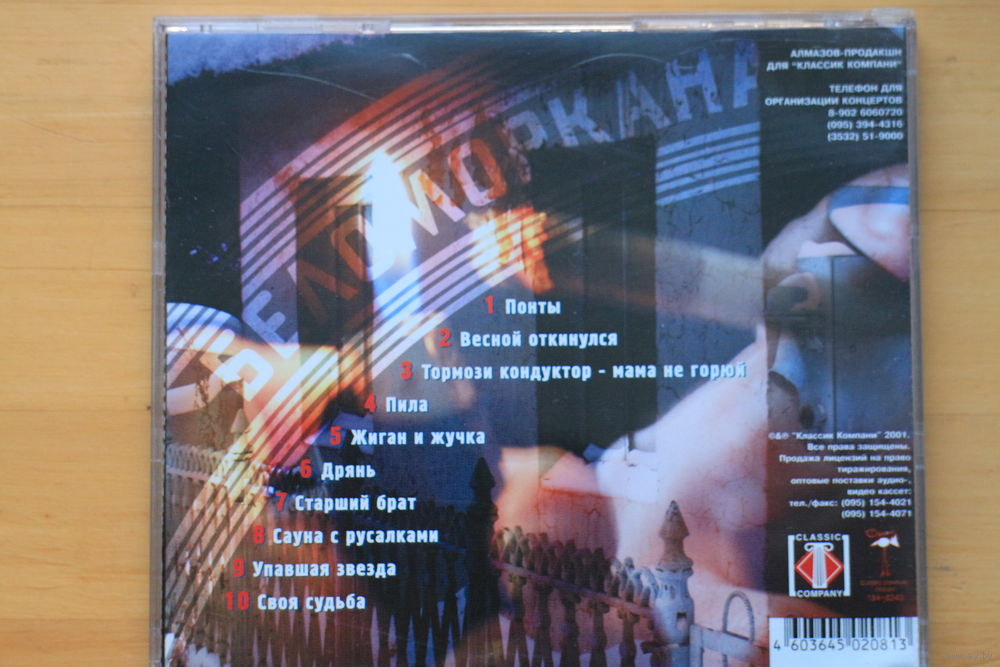 АЛМАЗОВ-ПРОДАКШН
ДЛЯ "КЛАССИК КОМПАНИ"
ТЕЛЕФОН ДЛЯ
ОРГАНИЗАЦИИ КОНЦЕРТОВ
8-902 6060720
(095) 394-4316
(3532) 51-9000
БЕЛОМОРКАНА
1 Понты
2 Весной откинулся
3 Тормози кондуктор - мама не горюй
4 Пила
5 Жиган и жучка
6 Дрянь
7 Старший брат
8 Сауна с русалками
9 Упавшая звезда
10 Своя судьба
©&℗ "Классик Компани" 2001.
Все права защищены.
Продажа лицензий на право
тиражирования,
оптовые поставки аудио-,
видео кассет:
тел./факс: (095) 154-4021
(095) 154-4071
CLASSIC
COMPANY
4 603645 020813